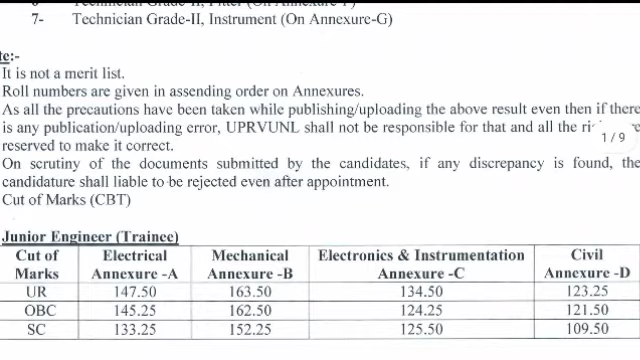 7- Technician Grade-II, Instrument (On Annexure-G)
te:-
It is not a merit list.
Roll numbers are given in assending order on Annexures.
As all the precautions have been taken while publishing/uploading the above result even then if there
is any publication/uploading error, UPRVUNL shall not be responsible for that and all the
1/9
reserved to make it correct.
On scrutiny of the documents submitted by the candidates, if any discrepancy is found, the
candidature shall liable to be rejected even after appointment.
Cut of Marks (CBT)
Junior Engineer (Trainee)
Cut of Marks Electrical Annexure -A Mechanical Annexure -B Electronics & Instrumentation Annexure -C Civil Annexure -D
UR 147.50 163.50 134.50 123.25
OBC 145.25 162.50 124.25 121.50
SC 133.25 152.25 125.50 109.50